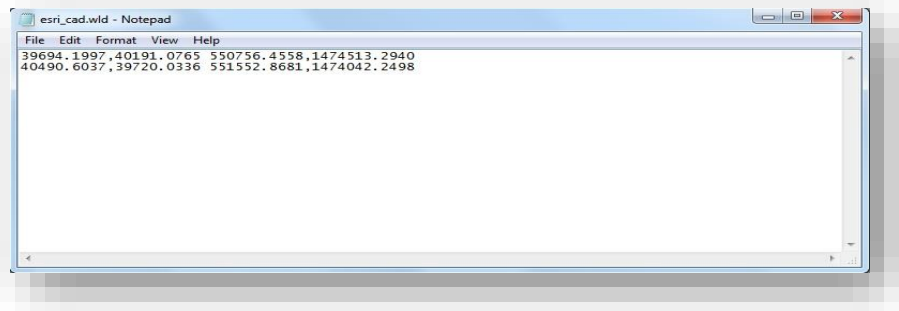 esri_cad.wld - Notepad
File Edit Format View Help
39694.1997,40191.0765 550756.4558,1474513.2940
40490.6037,39720.0336 551552.8681,1474042.2498